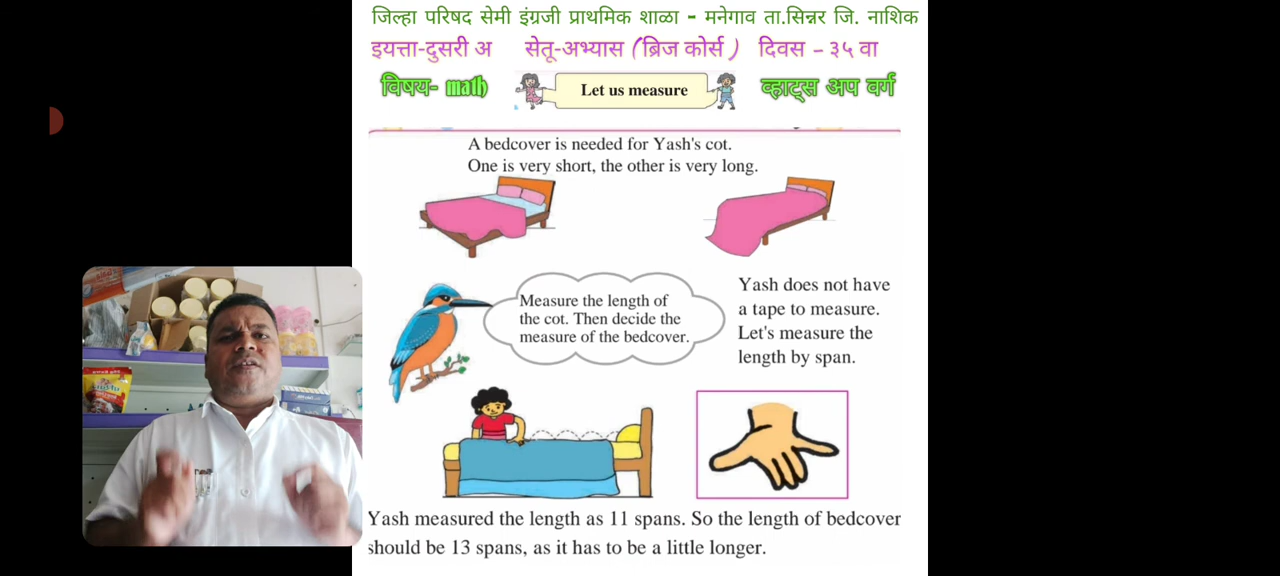 जिल्हा परिषद सेमी इंग्रजी प्राथमिक शाळा - मनेगाव ता.सिन्नर जि. नाशिक
इयत्ता-दुसरी अ सेतू-अभ्यास (ब्रिज कोर्स) दिवस - ३५ वा
विषय- math Let us measure व्हाट्स अप वर्ग
A bedcover is needed for Yash's cot.
One is very short, the other is very long.
Measure the length of
the cot. Then decide the
measure of the bedcover.
Yash does not have
a tape to measure.
Let's measure the
length by span.
Yash measured the length as 11 spans. So the length of bedcover
should be 13 spans, as it has to be a little longer.